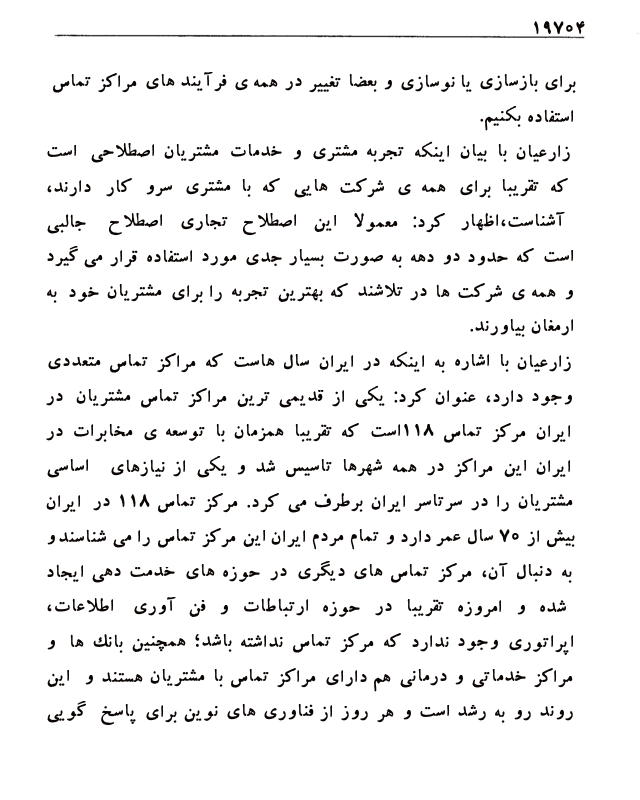 ۱۹۷۰۴
برای بازسازی یا نوسازی و بعضا تغییر در همه ی فرآیند های مراکز تماس
استفاده بکنیم.
زارعیان با بیان اینکه تجربه مشتری و خدمات مشتریان اصطلاحی است
که تقریبا برای همه ی شرکت هایی که با مشتری سرو کار دارند،
آشناست،اظهار کرد: معمولا این اصطلاح تجاری اصطلاح جالبی
است که حدود دو دهه به صورت بسیار جدی مورد استفاده قرار می گیرد
و همه ی شرکت ها در تلاشند که بهترین تجربه را برای مشتریان خود به
ارمغان بیاورند.
زارعیان با اشاره به اینکه در ایران سال هاست که مراکز تماس متعددی
وجود دارد، عنوان کرد: یکی از قدیمی ترین مراکز تماس مشتریان در
ایران مرکز تماس ۱۱۸است که تقریبا همزمان با توسعه ی مخابرات در
ایران این مراکز در همه شهرها تاسیس شد و یکی از نیازهای اساسی
مشتریان را در سرتاسر ایران برطرف می کرد. مرکز تماس ۱۱۸ در ایران
بیش از ۷۰ سال عمر دارد و تمام مردم ایران این مرکز تماس را می شناسند و
به دنبال آن، مرکز تماس های دیگری در حوزه های خدمت دهی ایجاد
شده و امروزه تقریبا در حوزه ارتباطات و فن آوری اطلاعات،
اپراتوری وجود ندارد که مرکز تماس نداشته باشد؛ همچنین بانك ها و
مراکز خدماتی و درمانی هم دارای مراکز تماس با مشتریان هستند و این
روند رو به رشد است و هر روز از فناوری های نوین برای پاسخ گویی